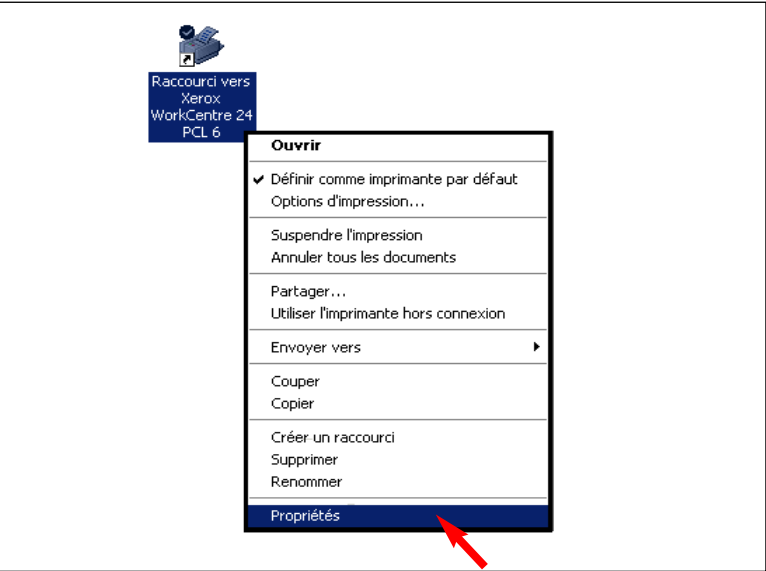 Raccourci vers
Xerox
WorkCentre 24
PCL 6
Ouvrir
Définir comme imprimante par défaut
Options d'impression...
Suspendre l'impression
Annuler tous les documents
Partager...
Utiliser l'imprimante hors connexion
Envoyer vers
Couper
Copier
Créer un raccourci
Supprimer
Renommer
Propriétés